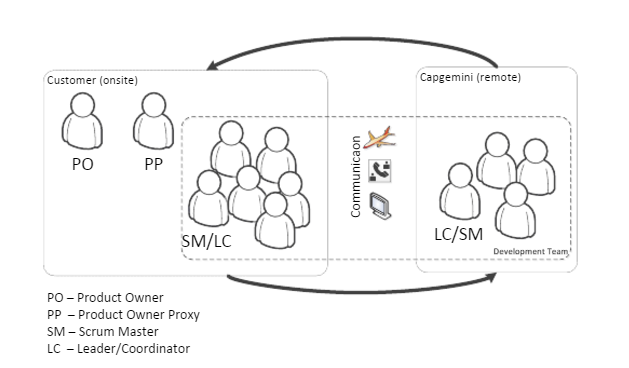 Customer (onsite)
Capgemini (remote)
PO
PP
Communicaon
SM/LC
LC/SM
Development Team
PO – Product Owner
PP – Product Owner Proxy
SM – Scrum Master
LC – Leader/Coordinator